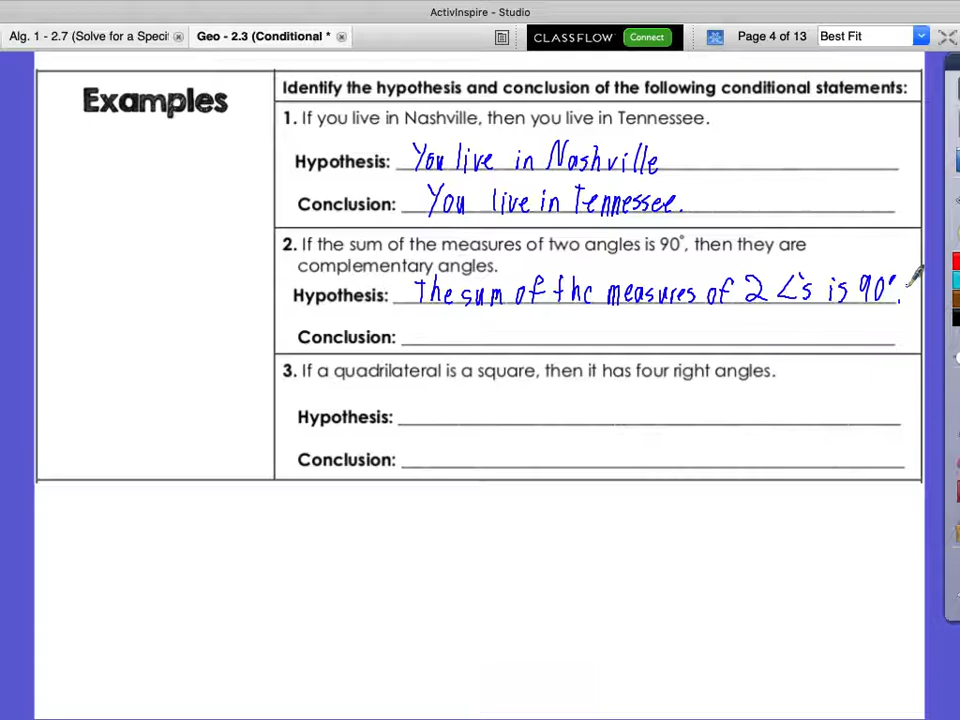 ActivInspire - Studio
Alg. 1 - 2.7 (Solve for a Speci
Geo - 2.3 (Conditional *
CLASSFLOW Connect
Page 4 of 13
Best Fit
Examples
Identify the hypothesis and conclusion of the following conditional statements:
1. If you live in Nashville, then you live in Tennessee.
Hypothesis: You live in Nashville
Conclusion: You live in Tennessee.
2. If the sum of the measures of two angles is 90°, then they are
complementary angles.
Hypothesis: The sum of the measures of 2 ∠'s is 90°.
Conclusion:
3. If a quadrilateral is a square, then it has four right angles.
Hypothesis:
Conclusion: